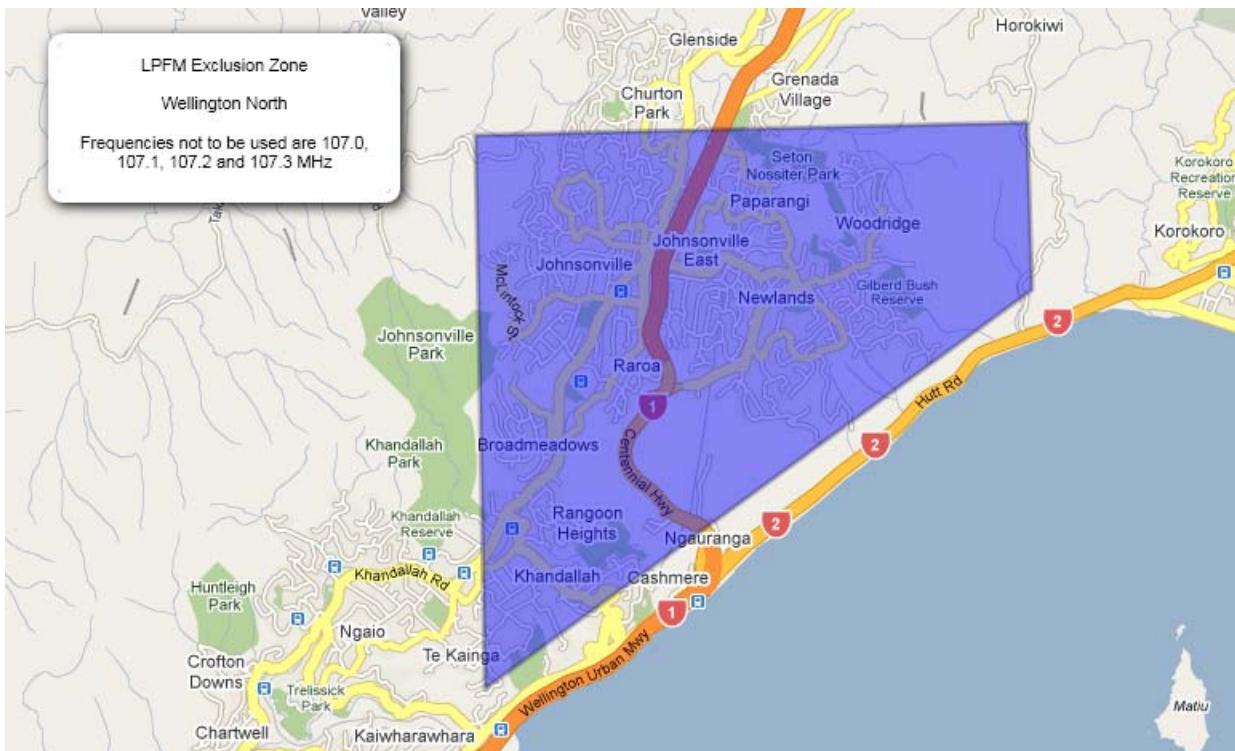 Valley
LPFM Exclusion Zone
Wellington North
Frequencies not to be used are 107.0,
107.1, 107.2 and 107.3 MHz
Glenside
Horokiwi
Churton
Park
Grenada
Village
Seton
Nossiter Park
Korokoro
Recreation
Reserve
Paparangi
Woodridge
Korokoro
Johnsonville
East
Johnsonville
McLintock St
Newlands
Gilberd Bush
Reserve
Johnsonville
Park
2
Raroa
1
Hutt Rd
Khandallah
Park
Broadmeadows
Centennial Hwy
2
Khandallah
Reserve
Rangoon
Heights
Ngauranga
2
Khandallah Rd
Khandallah
Cashmere
Huntleigh
Park
1
Ngaio
Te Kainga
Crofton
Downs
Trelissick
Park
Wellington Urban Mwy
Matiu
Chartwell
Kaiwharawhara